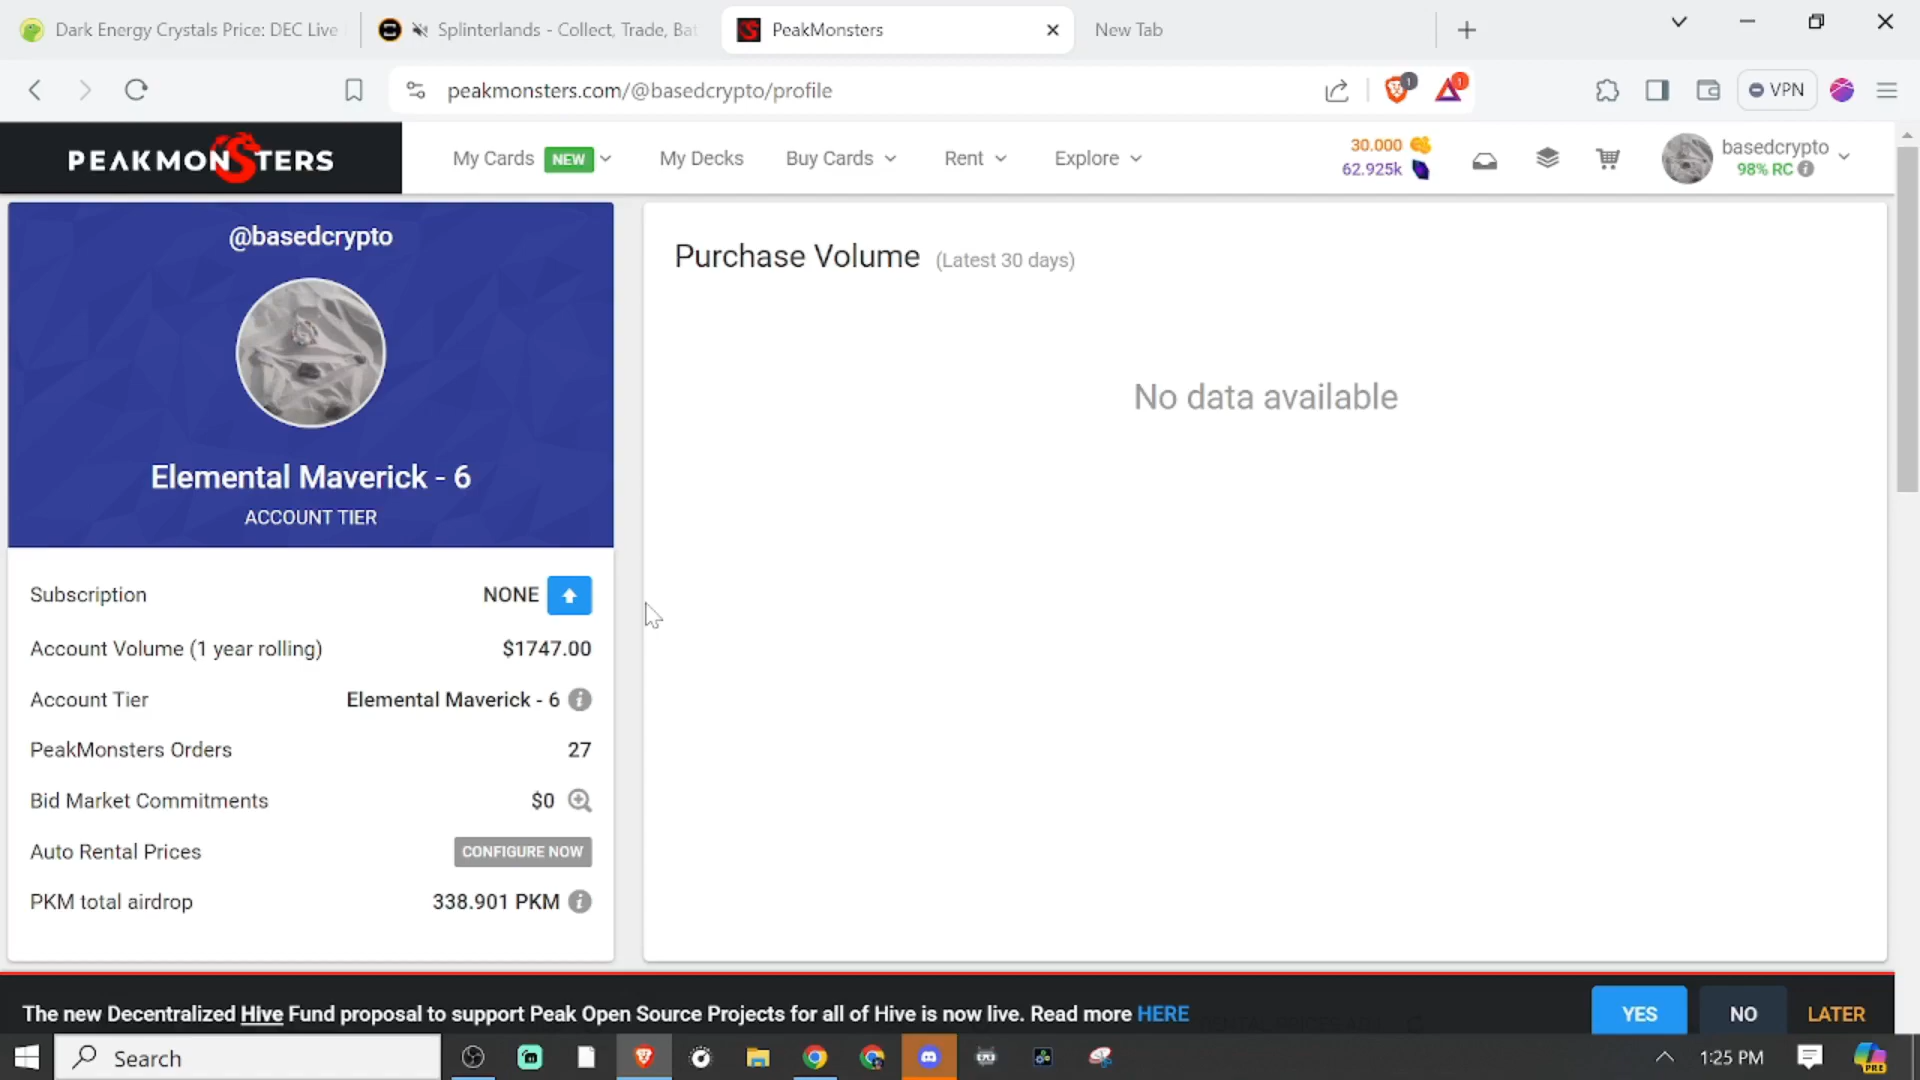 Dark Energy Crystals Price: DEC Live
Splinterlands - Collect, Trade, Bat
PeakMonsters
New Tab
peakmonsters.com/@basedcrypto/profile
1
1
VPN
PEAKMONSTERS
My Cards NEW
My Decks
Buy Cards
Rent
Explore
30.000
62.925k
basedcrypto
98% RC
@basedcrypto
Elemental Maverick - 6
ACCOUNT TIER
Subscription NONE
Account Volume (1 year rolling) $1747.00
Account Tier Elemental Maverick - 6
PeakMonsters Orders 27
Bid Market Commitments $0
Auto Rental Prices CONFIGURE NOW
PKM total airdrop 338.901 PKM
Purchase Volume (Latest 30 days)
No data available
The new Decentralized Hive Fund proposal to support Peak Open Source Projects for all of Hive is now live. Read more HERE
YES
NO
LATER
Search
1:25 PM
PRE